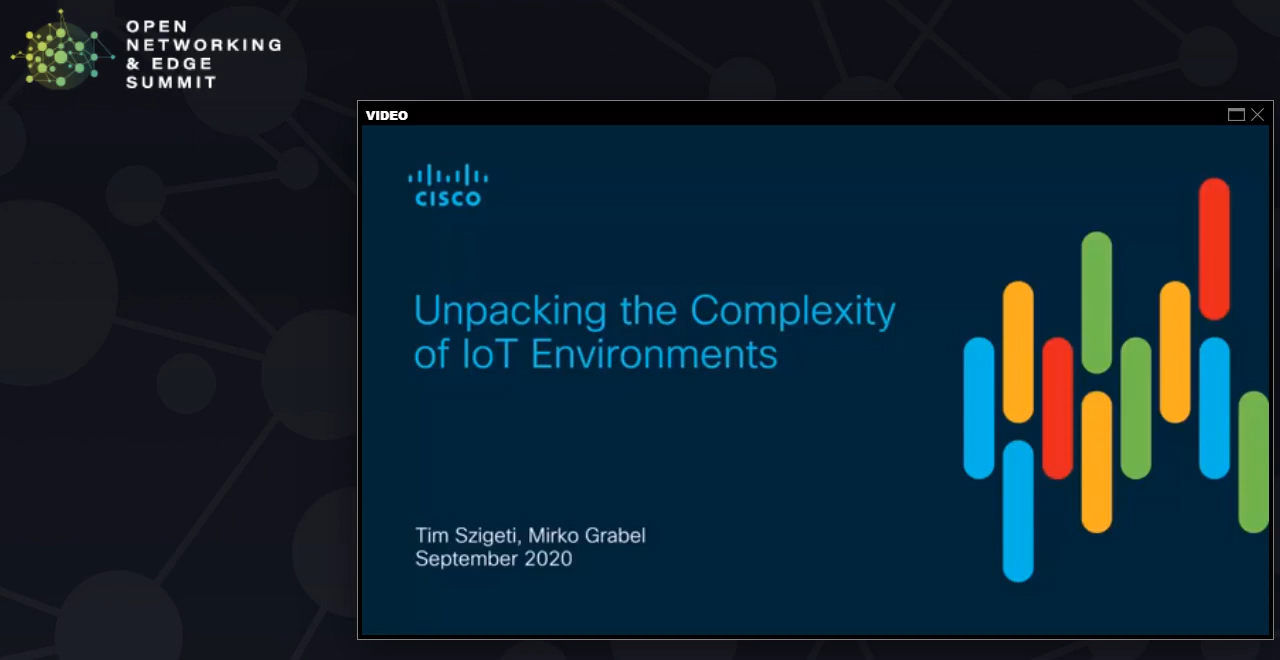 OPEN
NETWORKING
& EDGE
SUMMIT
VIDEO
CISCO
Unpacking the Complexity
of IoT Environments
Tim Szigeti, Mirko Grabel
September 2020